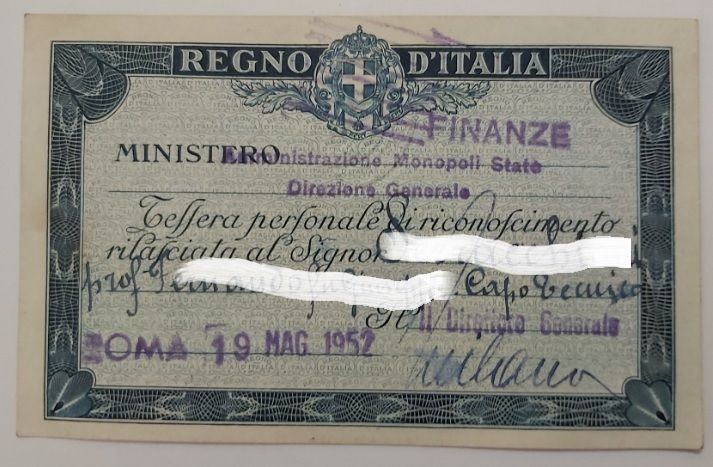 REGNO D'ITALIA
FINANZE
MINISTERO
Amministrazione Monopoli Stato
Direzione Generale
Tessera personale di riconoscimento
rilasciata al Signor
prof Capo tecnico
Il Direttore Generale
ROMA 19 MAG 1952